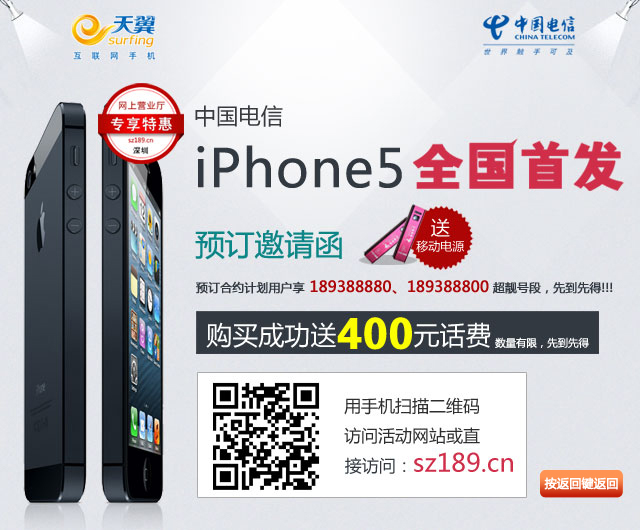 天翼
e surfing
互联网手机
中国电信
CHINA TELECOM
世界触手可及
网上营业厅
专享特惠
sz189.cn
深圳
中国电信
iPhone5 全国首发
预订邀请函
送
移动电源
预订合约计划用户享 189388880、189388800 超靓号段，先到先得!!!
购买成功送400元话费 数量有限，先到先得
用手机扫描二维码
访问活动网站或直
接访问：sz189.cn
按返回键返回
iPhone